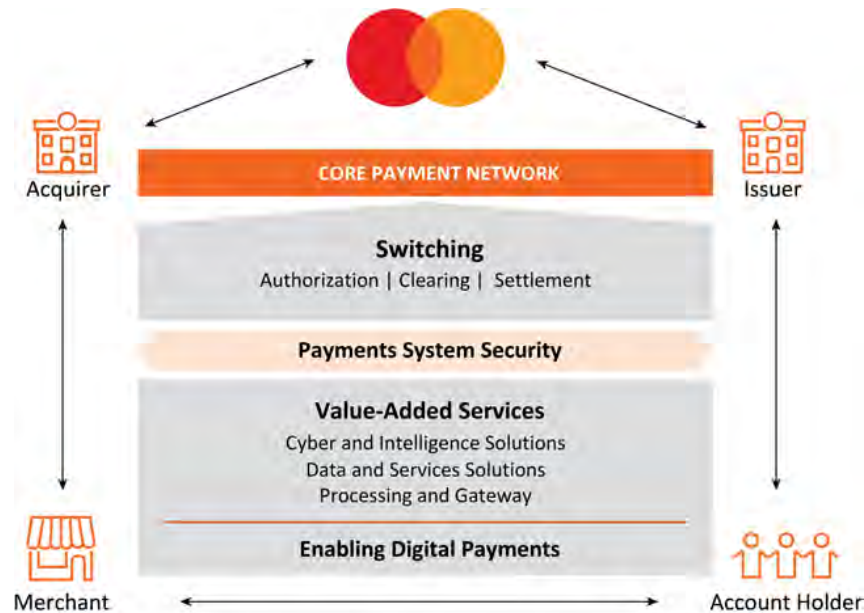 CORE PAYMENT NETWORK
Acquirer
Issuer
Switching
Authorization | Clearing | Settlement
Payments System Security
Value-Added Services
Cyber and Intelligence Solutions
Data and Services Solutions
Processing and Gateway
Enabling Digital Payments
Merchant
Account Holder